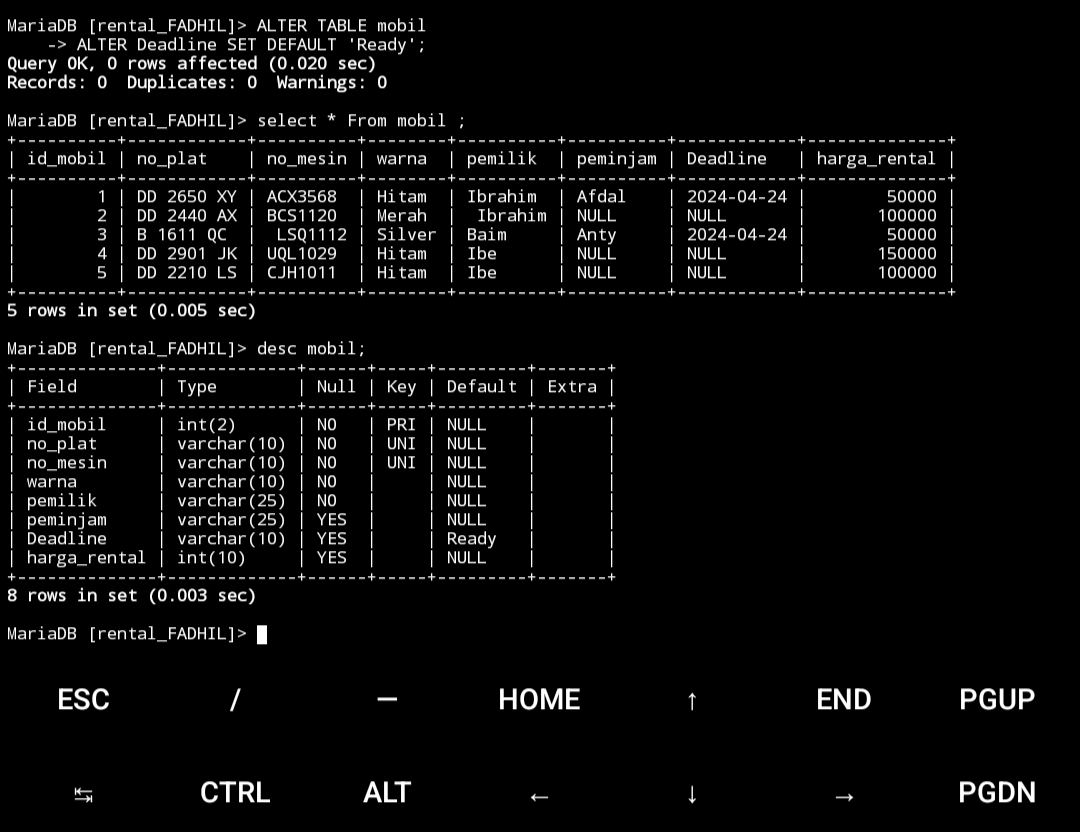 MariaDB [rental_FADHIL]> ALTER TABLE mobil
    -> ALTER Deadline SET DEFAULT 'Ready';
Query OK, 0 rows affected (0.020 sec)
Records: 0  Duplicates: 0  Warnings: 0

MariaDB [rental_FADHIL]> select * From mobil ;
+----------+------------+----------+--------+----------+----------+------------+--------------+
| id_mobil | no_plat    | no_mesin | warna  | pemilik  | peminjam | Deadline   | harga_rental |
+----------+------------+----------+--------+----------+----------+------------+--------------+
|        1 | DD 2650 XY | ACX3568  | Hitam  | Ibrahim  | Afdal    | 2024-04-24 |        50000 |
|        2 | DD 2440 AX | BCS1120  | Merah  |  Ibrahim | NULL     | NULL       |       100000 |
|        3 | B 1611 QC  |  LSQ1112 | Silver | Baim     | Anty     | 2024-04-24 |        50000 |
|        4 | DD 2901 JK | UQL1029  | Hitam  | Ibe      | NULL     | NULL       |       150000 |
|        5 | DD 2210 LS | CJH1011  | Hitam  | Ibe      | NULL     | NULL       |       100000 |
+----------+------------+----------+--------+----------+----------+------------+--------------+
5 rows in set (0.005 sec)

MariaDB [rental_FADHIL]> desc mobil;
+--------------+-------------+------+-----+---------+-------+
| Field        | Type        | Null | Key | Default | Extra |
+--------------+-------------+------+-----+---------+-------+
| id_mobil     | int(2)      | NO   | PRI | NULL    |       |
| no_plat      | varchar(10) | NO   | UNI | NULL    |       |
| no_mesin     | varchar(10) | NO   | UNI | NULL    |       |
| warna        | varchar(10) | NO   |     | NULL    |       |
| pemilik      | varchar(25) | NO   |     | NULL    |       |
| peminjam     | varchar(25) | YES  |     | NULL    |       |
| Deadline     | varchar(10) | YES  |     | Ready   |       |
| harga_rental | int(10)     | YES  |     | NULL    |       |
+--------------+-------------+------+-----+---------+-------+
8 rows in set (0.003 sec)

MariaDB [rental_FADHIL]>
ESC / — HOME ↑ END PGUP
↹ CTRL ALT ← ↓ → PGDN